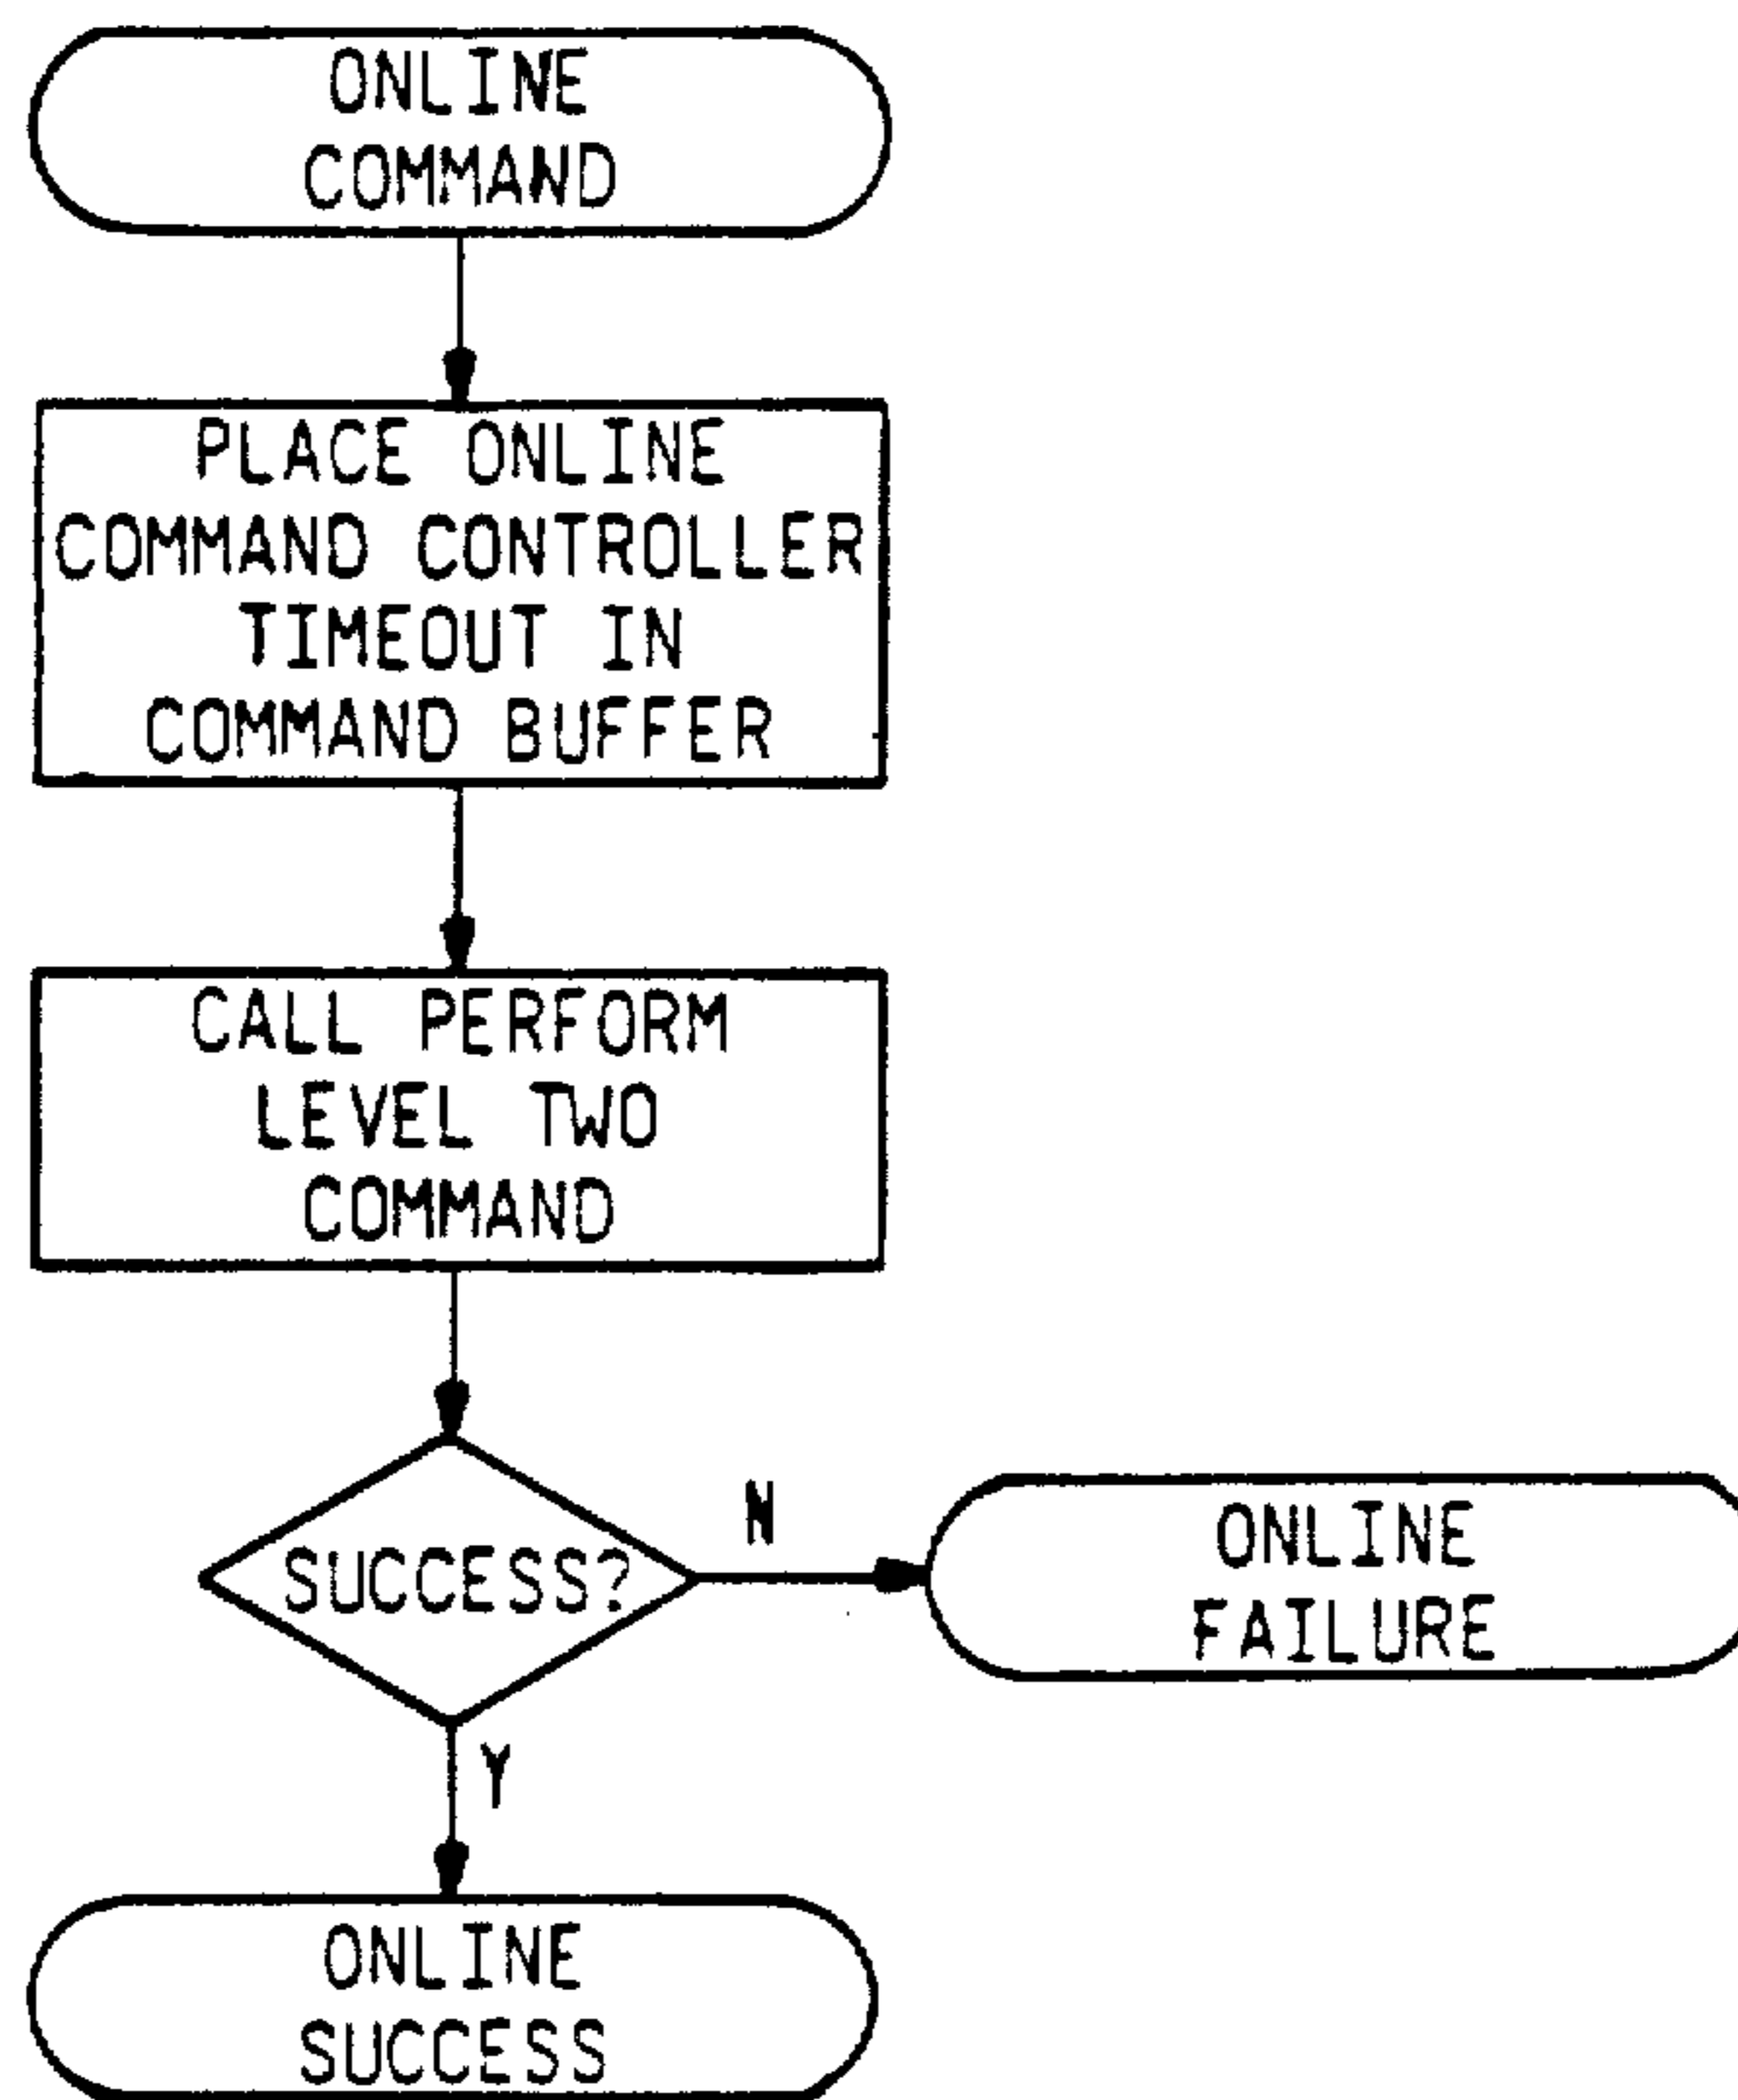 ONLINE
COMMAND
PLACE ONLINE
COMMAND CONTROLLER
TIMEOUT IN
COMMAND BUFFER
CALL PERFORM
LEVEL TWO
COMMAND
SUCCESS?
N
ONLINE
FAILURE
Y
ONLINE
SUCCESS